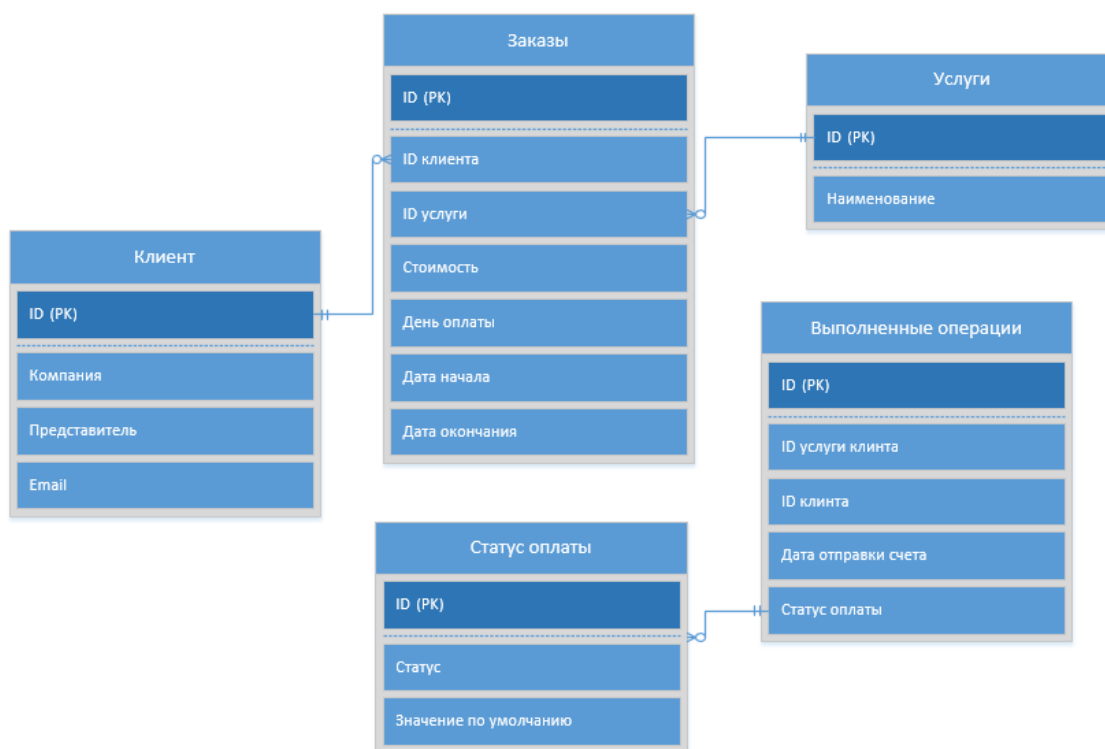 Заказы
ID (PK)
ID клиента
ID услуги
Стоимость
День оплаты
Дата начала
Дата окончания
Услуги
ID (PK)
Наименование
Клиент
ID (PK)
Компания
Представитель
Email
Выполненные операции
ID (PK)
ID услуги клинта
ID клинта
Дата отправки счета
Статус оплаты
Статус оплаты
ID (PK)
Статус
Значение по умолчанию